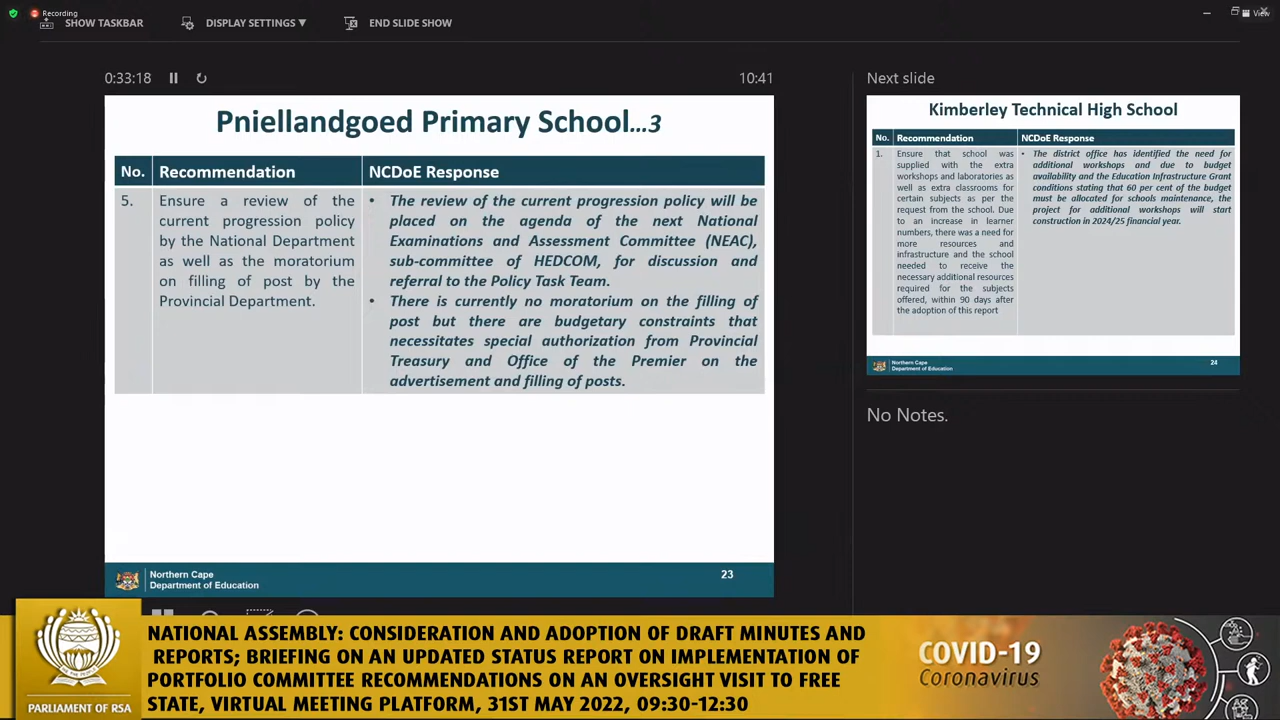 Recording
SHOW TASKBAR
DISPLAY SETTINGS ▼
END SLIDE SHOW
View
0:33:18
10:41
Next slide
Pniellandgoed Primary School...3
No. Recommendation NCDoE Response
5. Ensure a review of the
current progression policy
by the National Department
as well as the moratorium
on filling of post by the
Provincial Department.
• The review of the current progression policy will be
placed on the agenda of the next National
Examinations and Assessment Committee (NEAC),
sub-committee of HEDCOM, for discussion and
referral to the Policy Task Team.
• There is currently no moratorium on the filling of
post but there are budgetary constraints that
necessitates special authorization from Provincial
Treasury and Office of the Premier on the
advertisement and filling of posts.
Northern Cape
Department of Education
23
Kimberley Technical High School
No. Recommendation NCDoE Response
1. Ensure that school was
supplied with the extra
workshops and laboratories as
well as extra classrooms for
certain subjects as per the
request from the school. Due
to an increase in learner
numbers, there was a need for
more resources and
infrastructure and the school
needed to receive the
necessary additional resources
required for the subjects
offered, within 90 days after
the adoption of this report
• The district office has identified the need for
additional workshops and due to budget
availability and the Education Infrastructure Grant
conditions stating that 60 per cent of the budget
must be allocated for schools maintenance, the
project for additional workshops will start
construction in 2024/25 financial year.
Northern Cape
Department of Education
24
No Notes.
PARLIAMENT OF RSA
NATIONAL ASSEMBLY: CONSIDERATION AND ADOPTION OF DRAFT MINUTES AND
REPORTS; BRIEFING ON AN UPDATED STATUS REPORT ON IMPLEMENTATION OF
PORTFOLIO COMMITTEE RECOMMENDATIONS ON AN OVERSIGHT VISIT TO FREE
STATE, VIRTUAL MEETING PLATFORM, 31ST MAY 2022, 09:30-12:30
COVID-19
Coronavirus